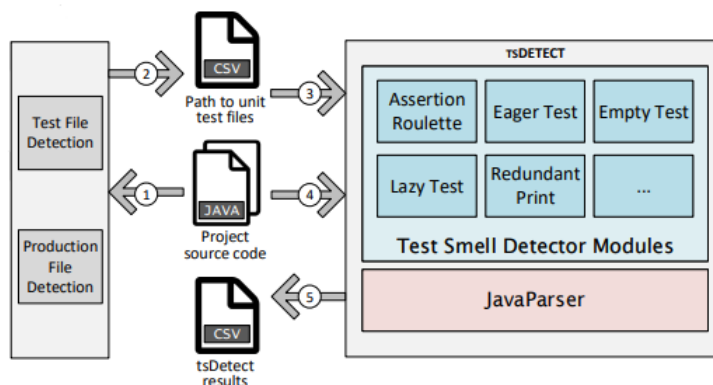 Test File
Detection
Production
File
Detection
2
CSV
Path to unit
test files
3
1
JAVA
Project
source code
4
5
CSV
tsDetect
results
TSDETECT
Assertion
Roulette
Eager Test
Empty Test
Lazy Test
Redundant
Print
...
Test Smell Detector Modules
JavaParser